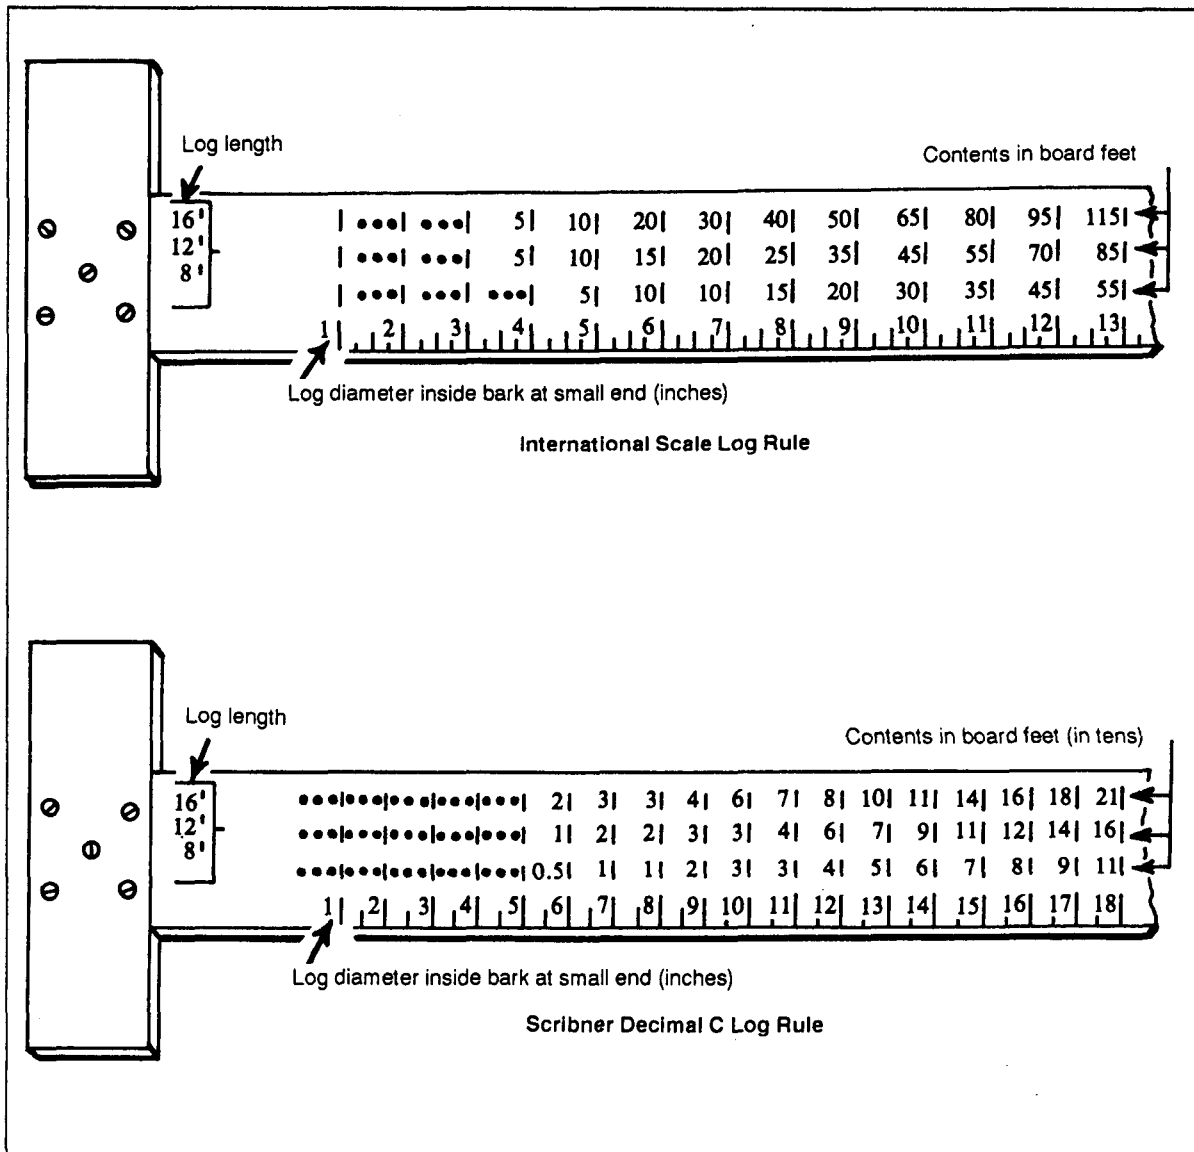 Log length
Contents in board feet
16' | •••| •••| 5| 10| 20| 30| 40| 50| 65| 80| 95| 115|
12' | •••| •••| 5| 10| 15| 20| 25| 35| 45| 55| 70| 85|
8' | •••| •••| •••| 5| 10| 10| 15| 20| 30| 35| 45| 55|
1 2 3 4 5 6 7 8 9 10 11 12 13
Log diameter inside bark at small end (inches)
International Scale Log Rule
Log length
Contents in board feet (in tens)
16' •••|•••|•••|•••|•••| 2| 3| 3| 4| 6| 7| 8| 10| 11| 14| 16| 18| 21|
12' •••|•••|•••|•••|•••| 1| 2| 2| 3| 3| 4| 6| 7| 9| 11| 12| 14| 16|
8' •••|•••|•••|•••|•••| 0.5| 1| 1| 2| 3| 3| 4| 5| 6| 7| 8| 9| 11|
1 2 3 4 5 6 7 8 9 10 11 12 13 14 15 16 17 18
Log diameter inside bark at small end (inches)
Scribner Decimal C Log Rule